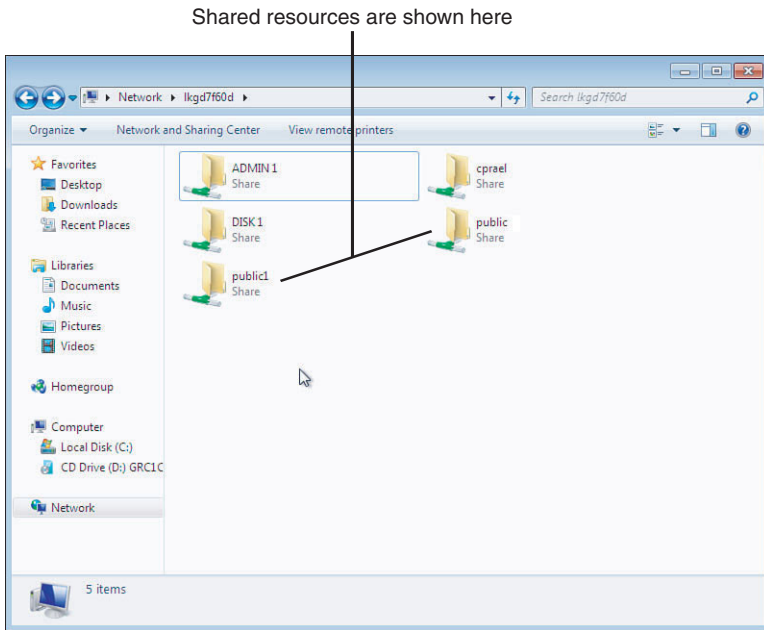 Shared resources are shown here
Network ▸ lkgd7f60d ▸
Search lkgd7f60d
Organize ▾ Network and Sharing Center View remote printers
Favorites
Desktop
Downloads
Recent Places
Libraries
Documents
Music
Pictures
Videos
Homegroup
Computer
Local Disk (C:)
CD Drive (D:) GRC1C
Network
ADMIN 1
Share
cprael
Share
DISK 1
Share
public
Share
public1
Share
5 items